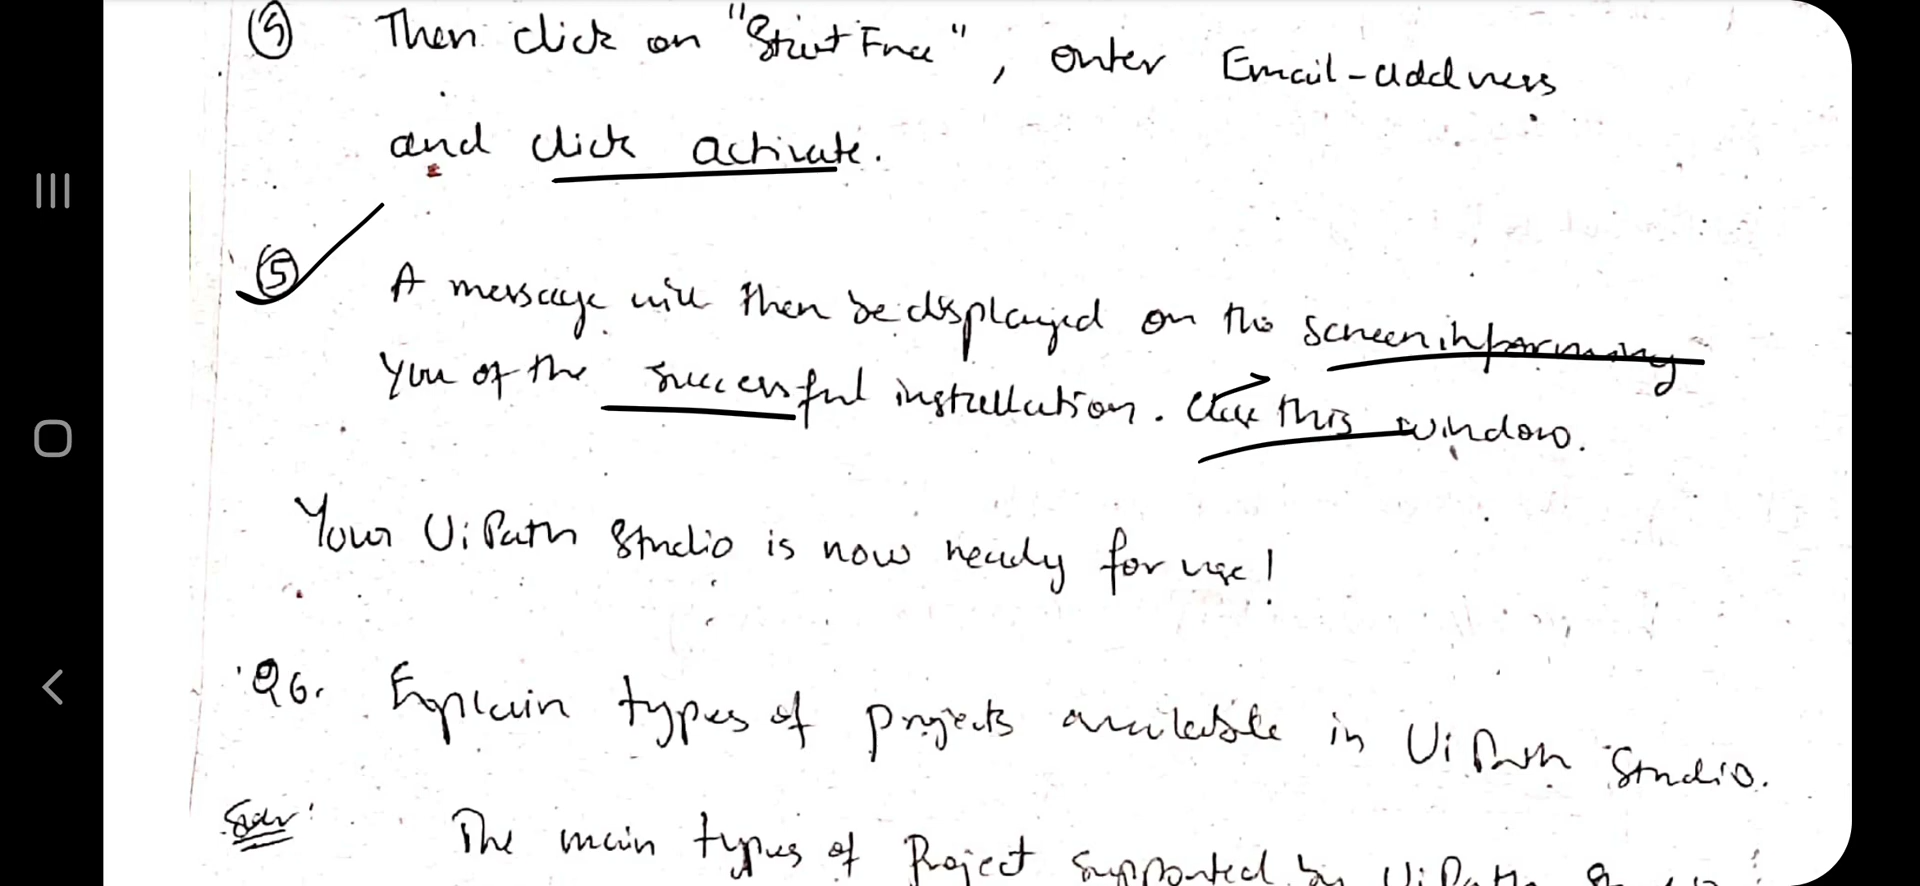 ④ Then click on "Start Free", enter Email-address
and click activate.
⑤ A message will then be displayed on the screen informing
you of the successful installation. Close this window.
Your UiPath Studio is now ready for use!
Q6. Explain types of projects available in UiPath Studio.
Soln:
The main types of Project supported by UiPath